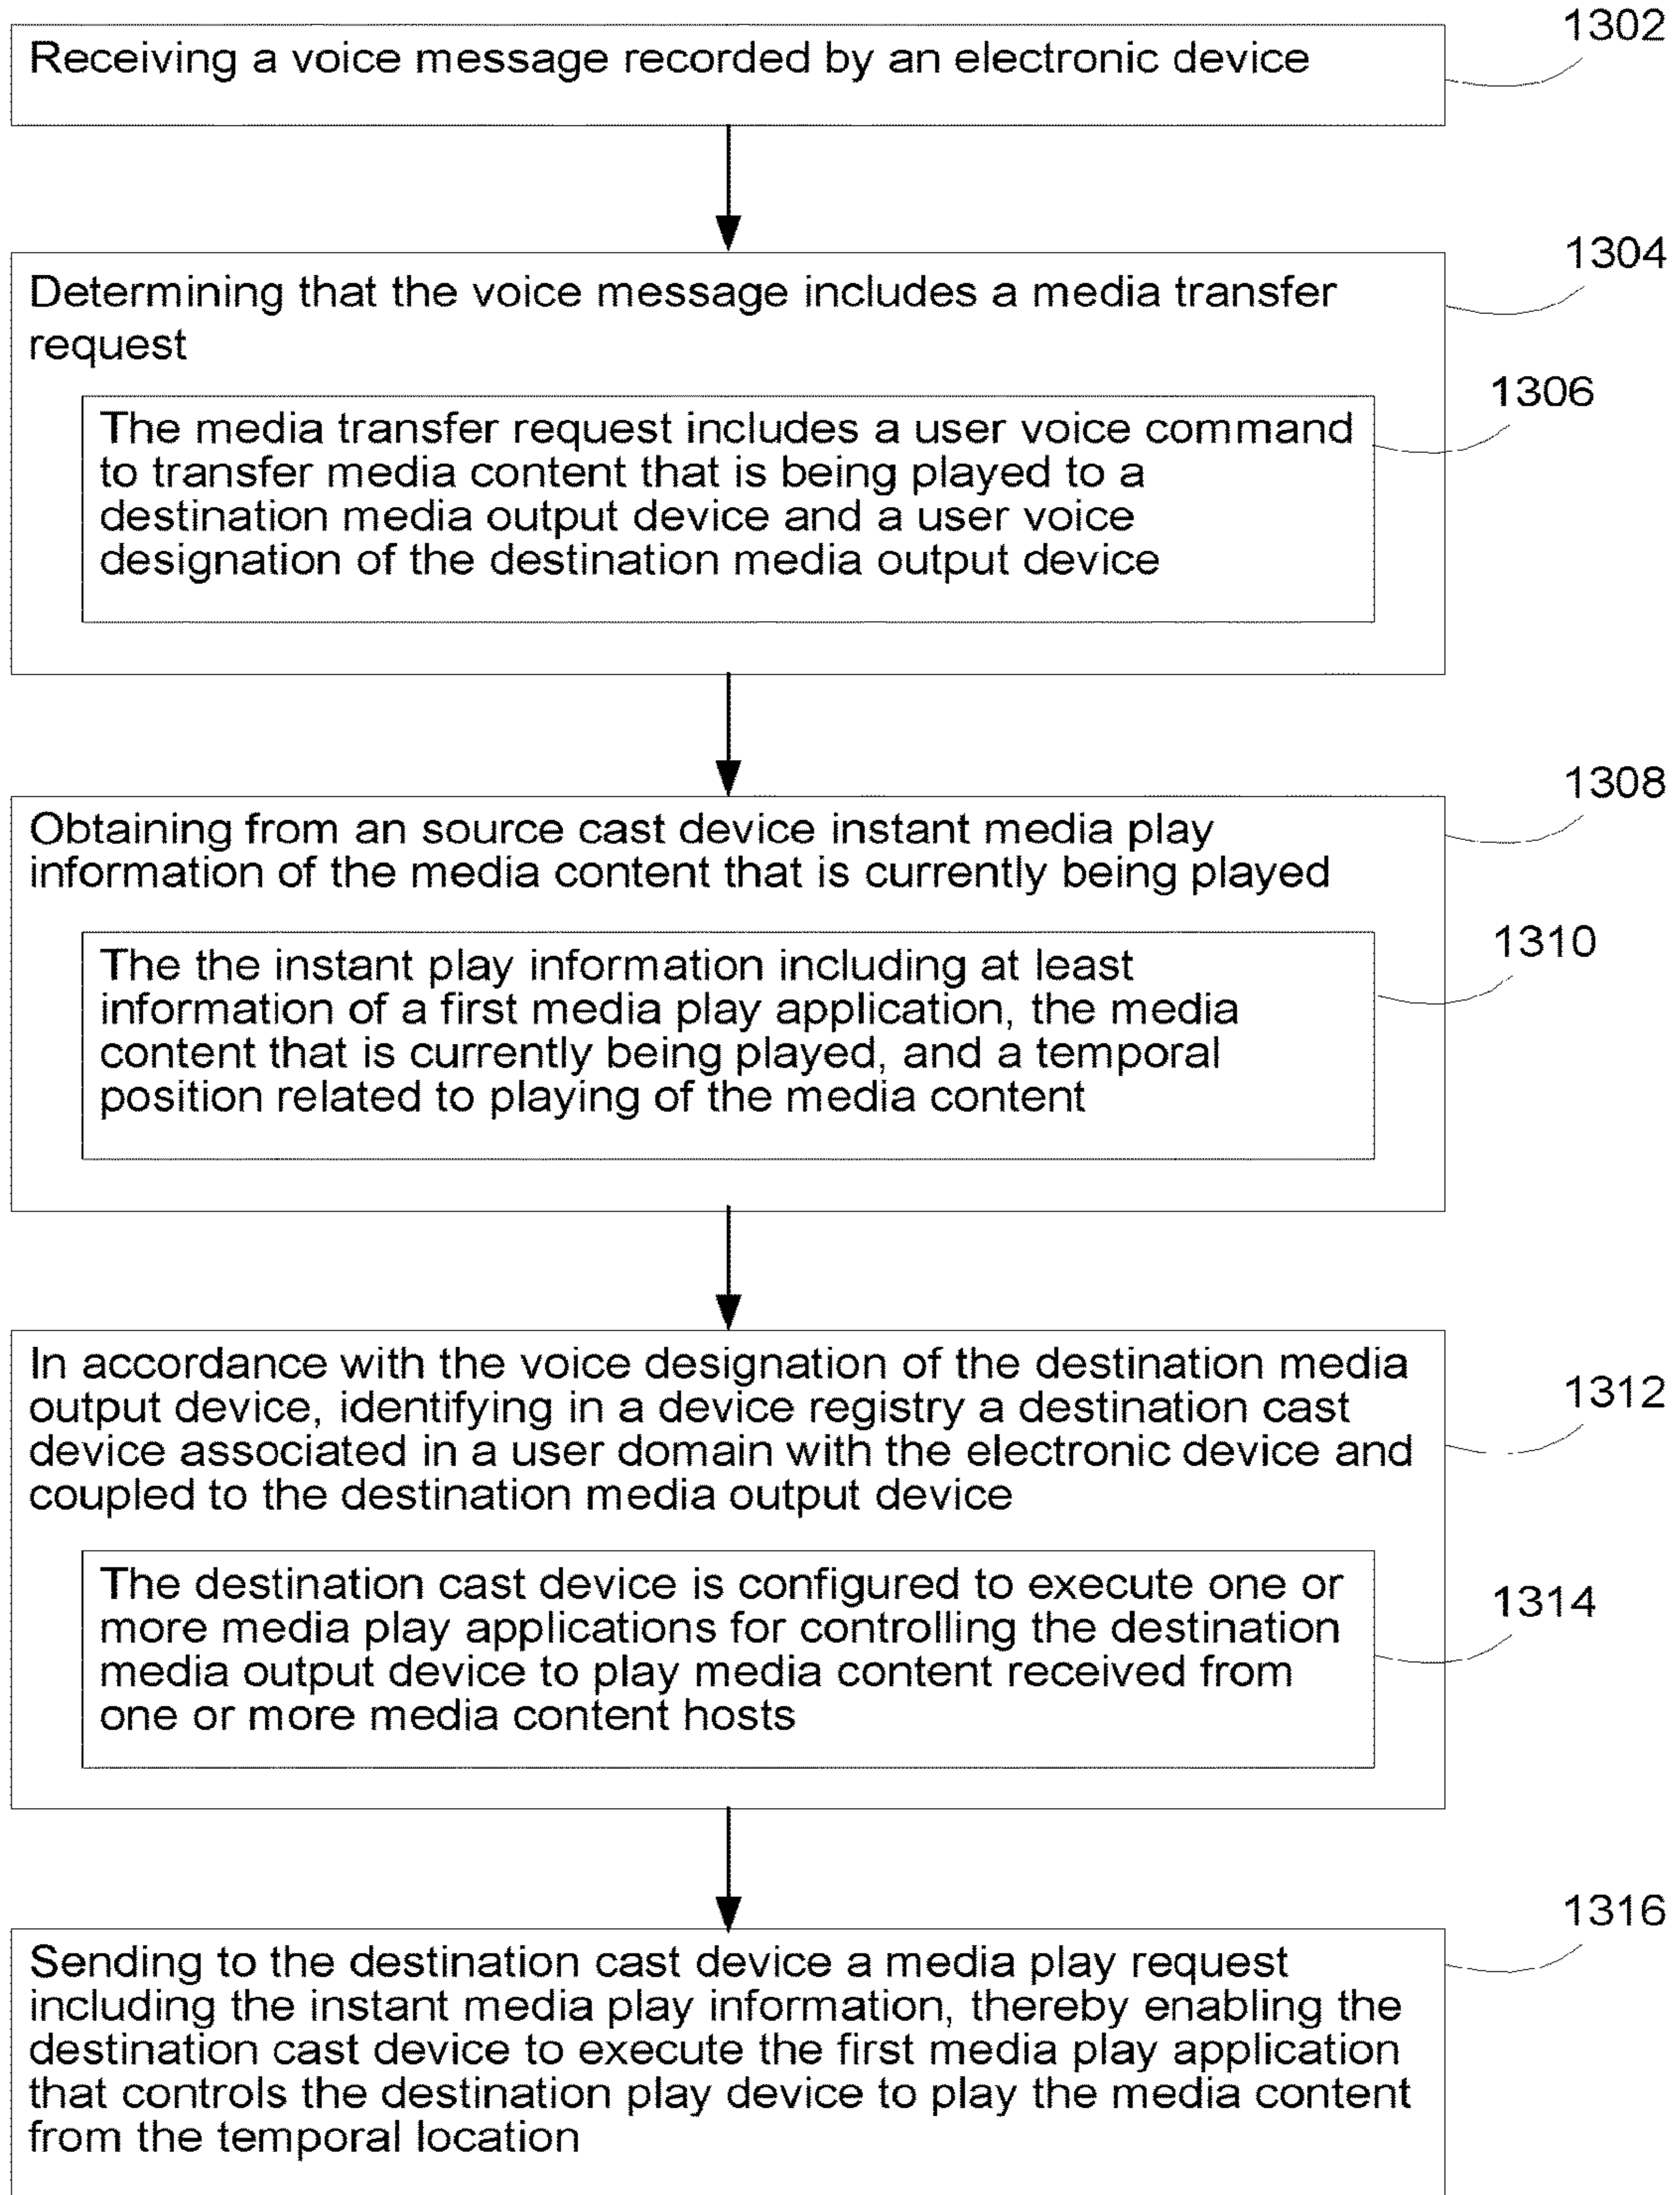 1302
Receiving a voice message recorded by an electronic device
1304
Determining that the voice message includes a media transfer
request
1306
The media transfer request includes a user voice command
to transfer media content that is being played to a
destination media output device and a user voice
designation of the destination media output device
1308
Obtaining from an source cast device instant media play
information of the media content that is currently being played
1310
The the instant play information including at least
information of a first media play application, the media
content that is currently being played, and a temporal
position related to playing of the media content
1312
In accordance with the voice designation of the destination media
output device, identifying in a device registry a destination cast
device associated in a user domain with the electronic device and
coupled to the destination media output device
1314
The destination cast device is configured to execute one or
more media play applications for controlling the destination
media output device to play media content received from
one or more media content hosts
1316
Sending to the destination cast device a media play request
including the instant media play information, thereby enabling the
destination cast device to execute the first media play application
that controls the destination play device to play the media content
from the temporal location